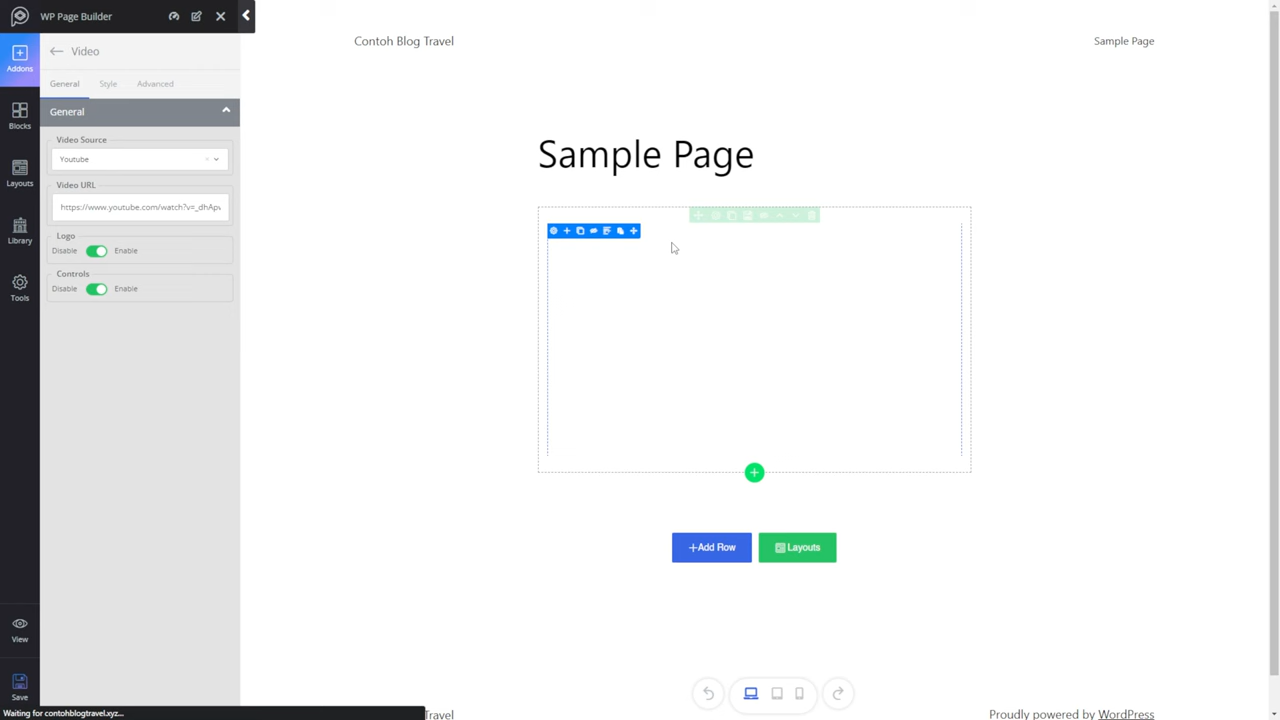 WP Page Builder
Contoh Blog Travel
Sample Page
Addons
Video
General
Style
Advanced
General
Blocks
Video Source
Youtube
Sample Page
Layouts
Video URL
https://www.youtube.com/watch?v=_dhAp
Library
Logo
Disable
Enable
Controls
Disable
Enable
Tools
+Add Row
Layouts
View
Save
Waiting for contohblogtravel.xyz...
Travel
Proudly powered by WordPress